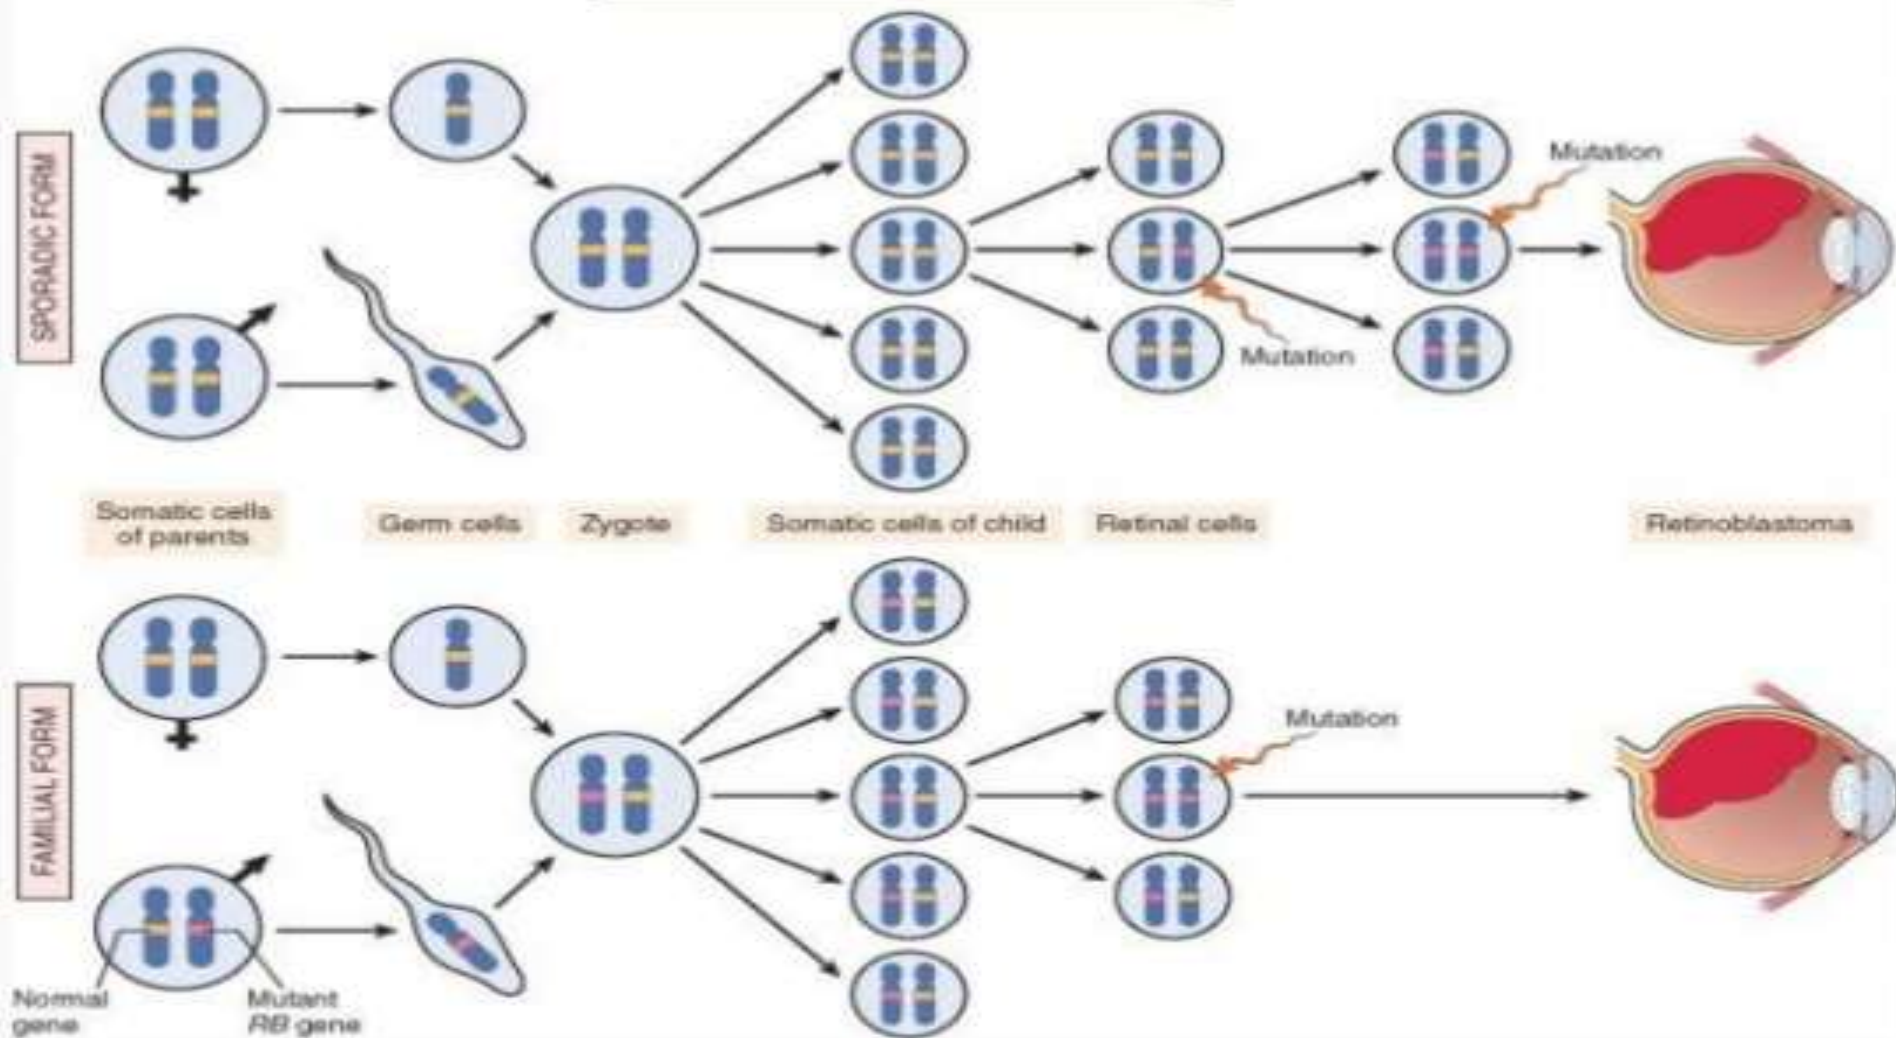 SPORADIC FORM
Mutation
Mutation
Somatic cells
of parents
Germ cells
Zygote
Somatic cells of child
Retinal cells
Retinoblastoma
FAMILIAL FORM
Mutation
Normal
gene
Mutant
RB gene